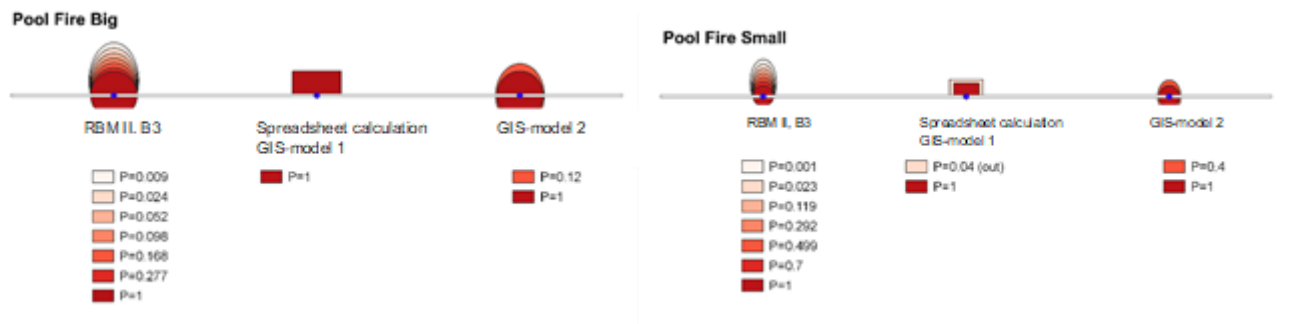 Pool Fire Big
RBM II. B3
Spreadsheet calculation
GIS-model 1
GIS-model 2
P=0.009
P=0.024
P=0.052
P=0.098
P=0.168
P=0.277
P=1
P=1
P=0.12
P=1
Pool Fire Small
RBM II, B3
Spreadsheet calculation
GIS-model 1
GIS-model 2
P=0.001
P=0.023
P=0.119
P=0.292
P=0.499
P=0.7
P=1
P=0.04 (out)
P=1
P=0.4
P=1